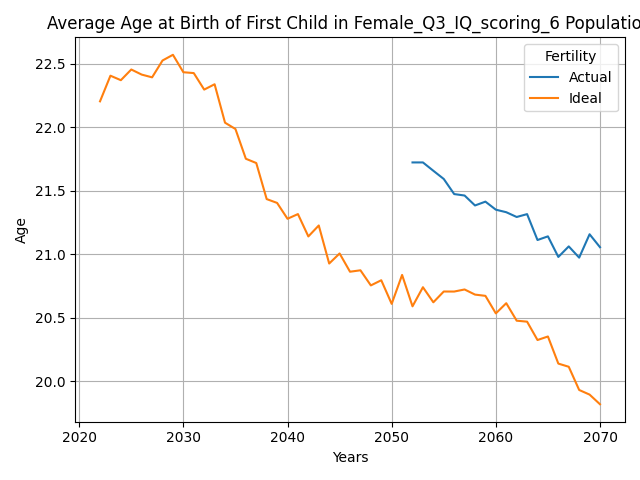 Average Age at Birth of First Child in Female_Q3_IQ_scoring_6 Populatio
Fertility
Actual
Ideal
22.5
22.0
21.5
21.0
20.5
20.0
Age
2020 2030 2040 2050 2060 2070
Years